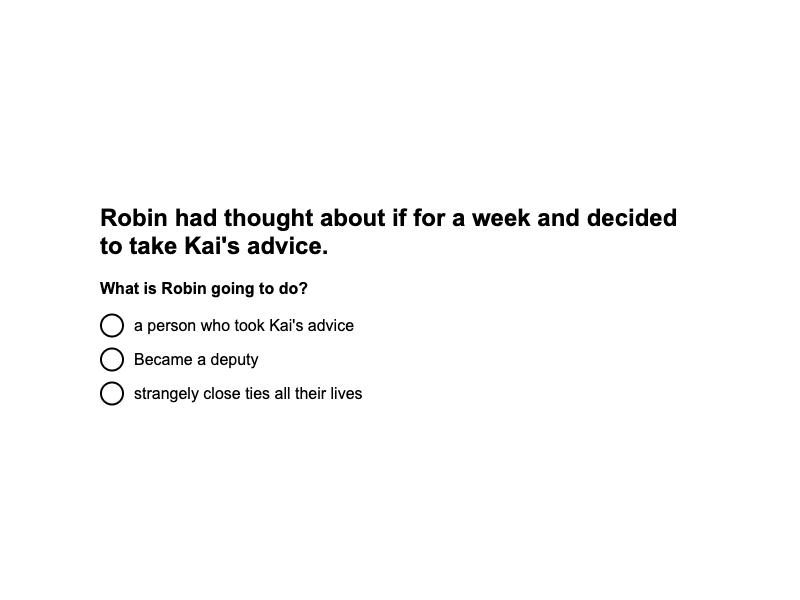 Robin had thought about if for a week and decided
to take Kai's advice.
What is Robin going to do?
a person who took Kai's advice
Became a deputy
strangely close ties all their lives